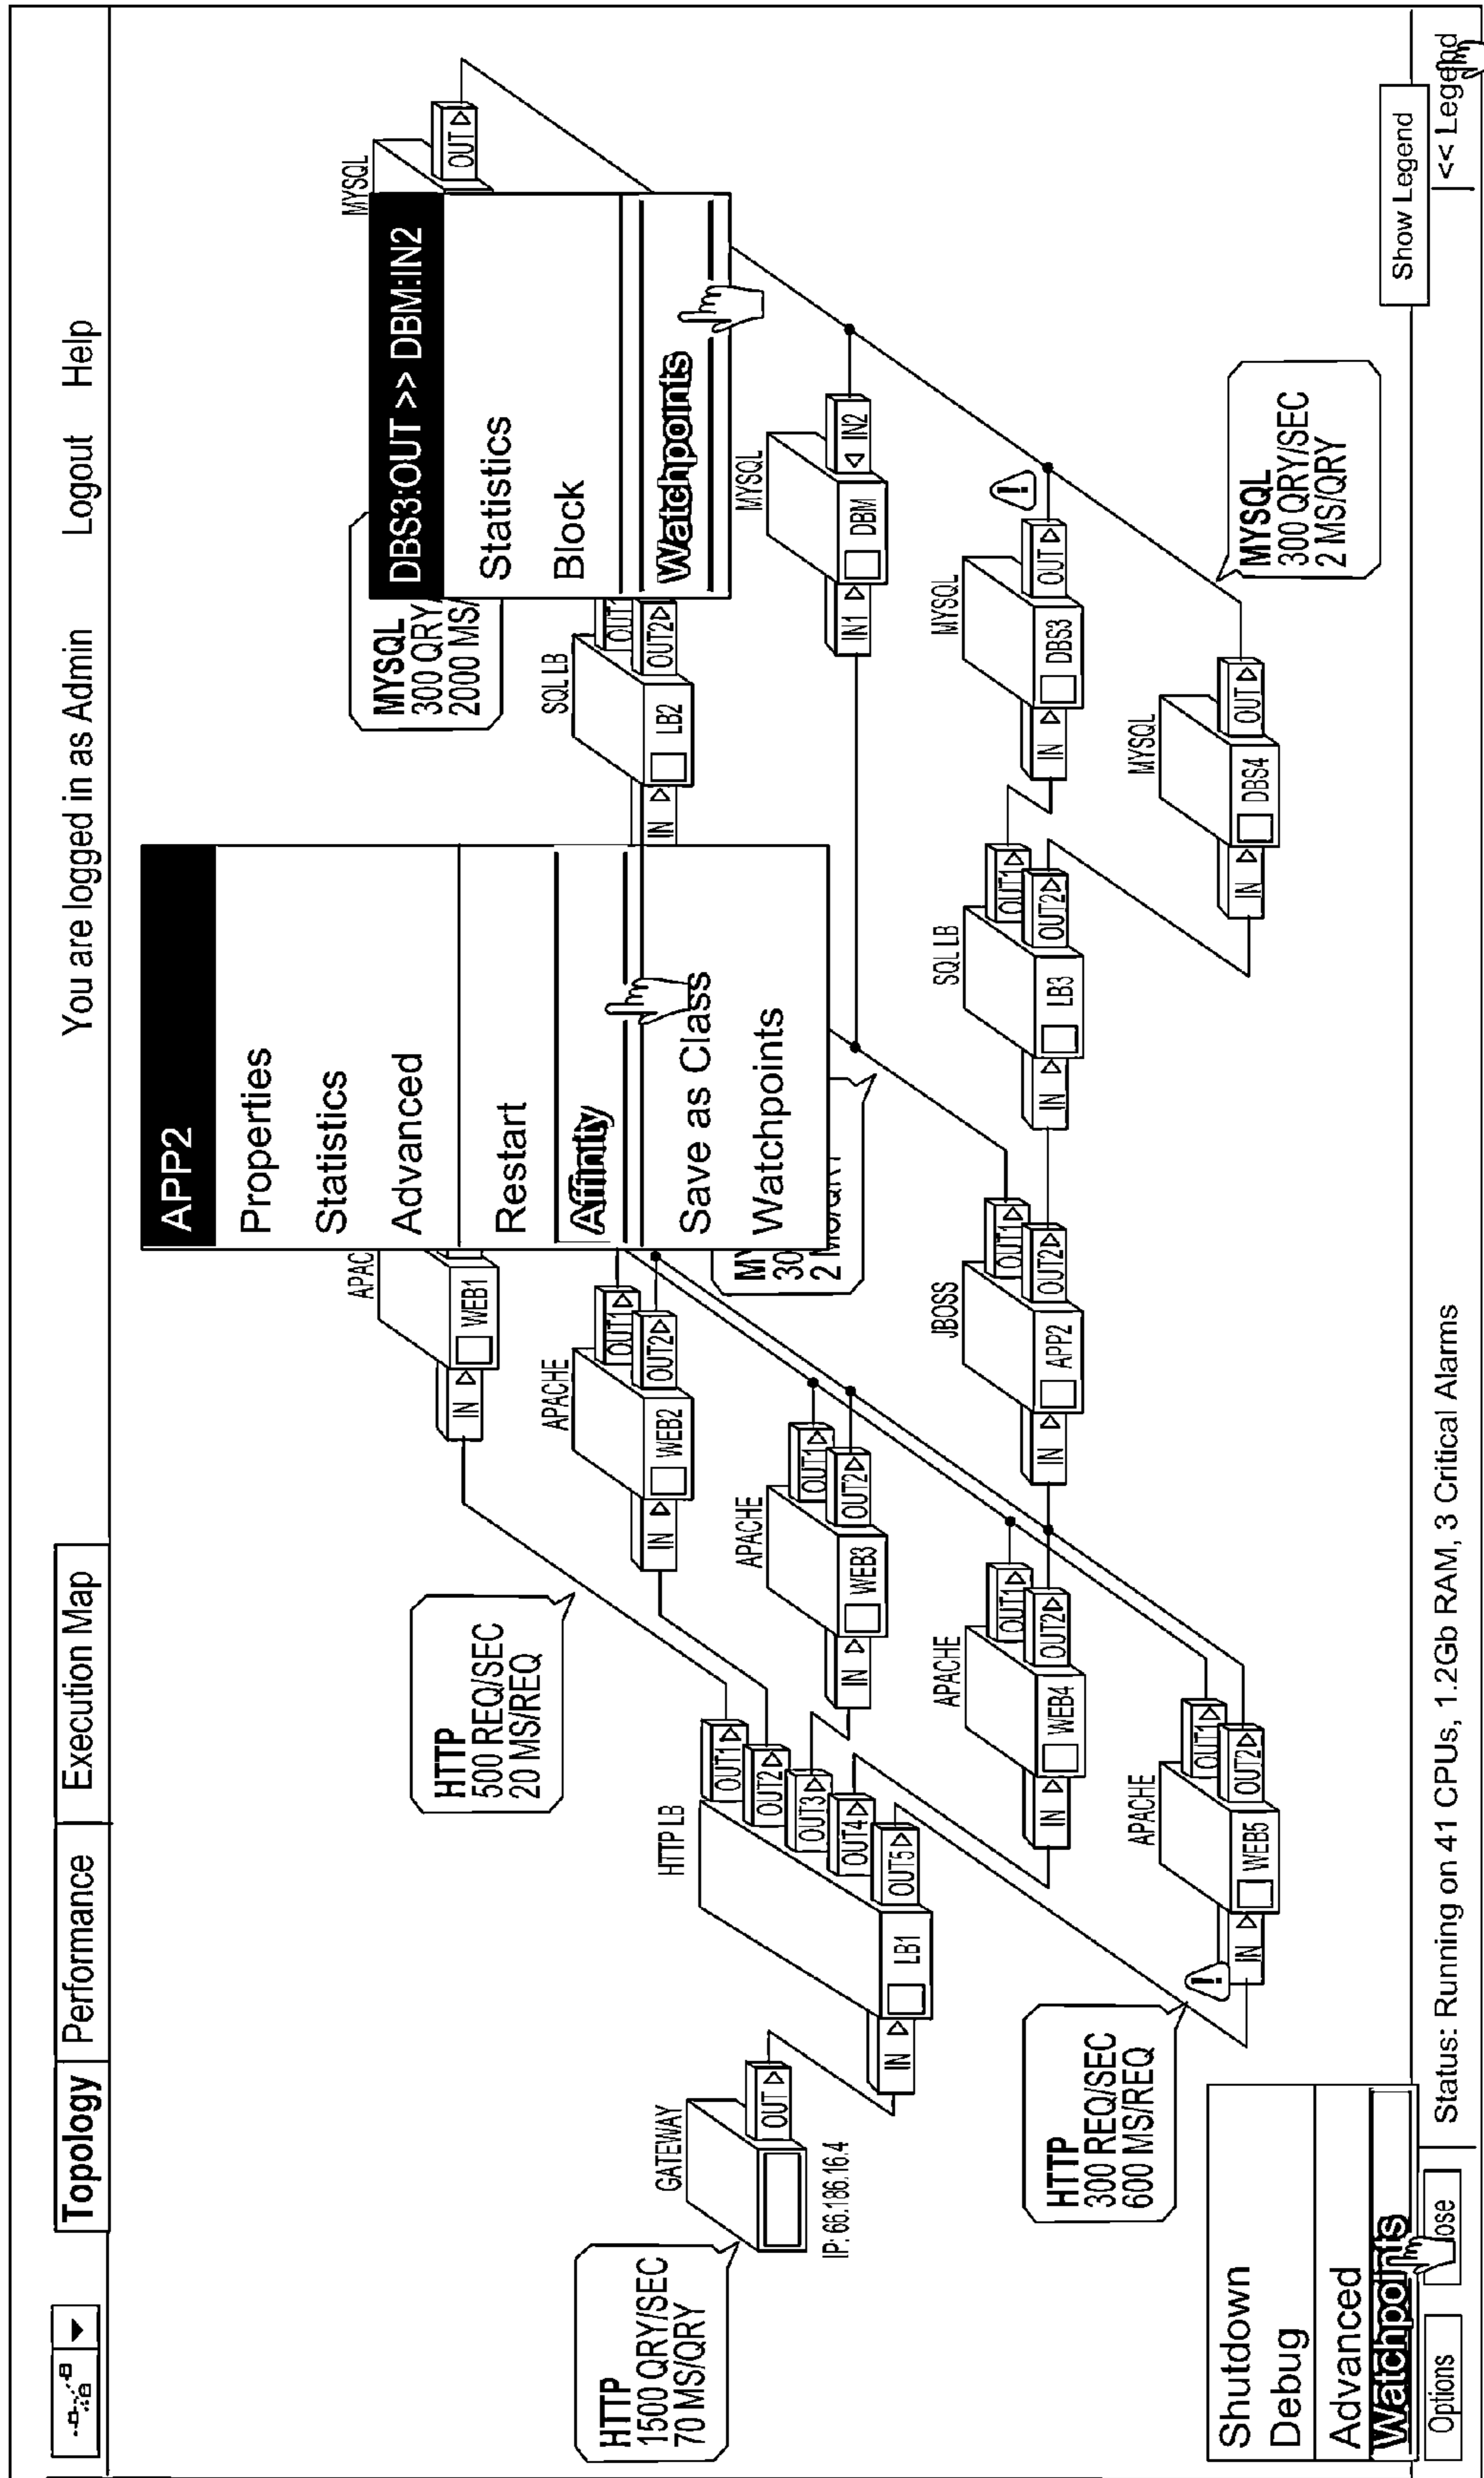 Topology Performance Execution Map You are logged in as Admin Logout Help
APP2
Properties
Statistics
Advanced
Restart
Affinity
Save as Class
Watchpoints
MYSQL
OUT
DBS3:OUT >> DBM:IN2
Statistics
Block
Watchpoints
MYSQL
300 QRY
2000 MS/
APAC
IN WEB1
SQL LB
IN LB2 OUT1
OUT2
HTTP
500 REQ/SEC
20 MS/REQ
APACHE
IN WEB2 OUT1
OUT2
MYSQL
IN1 DBM IN2
HTTP
1500 QRY/SEC
70 MS/QRY
GATEWAY
OUT
IP: 66.186.16.4
HTTP LB
IN LB1
OUT1
OUT2
OUT3
OUT4
OUT5
APACHE
IN WEB3 OUT1
OUT2
30
APACHE
IN WEB4 OUT1
OUT2
JBOSS
IN APP2 OUT1
OUT2
SQL LB
IN LB3 OUT1
OUT2
MYSQL
IN DBS3 OUT
!
HTTP
300 REQ/SEC
600 MS/REQ
!
APACHE
IN WEB5 OUT1
OUT2
MYSQL
IN DBS4 OUT
MYSQL
300 QRY/SEC
2 MS/QRY
Shutdown
Debug
Advanced
Watchpoints
Show Legend
Options lose Status: Running on 41 CPUs, 1.2Gb RAM, 3 Critical Alarms << Legend